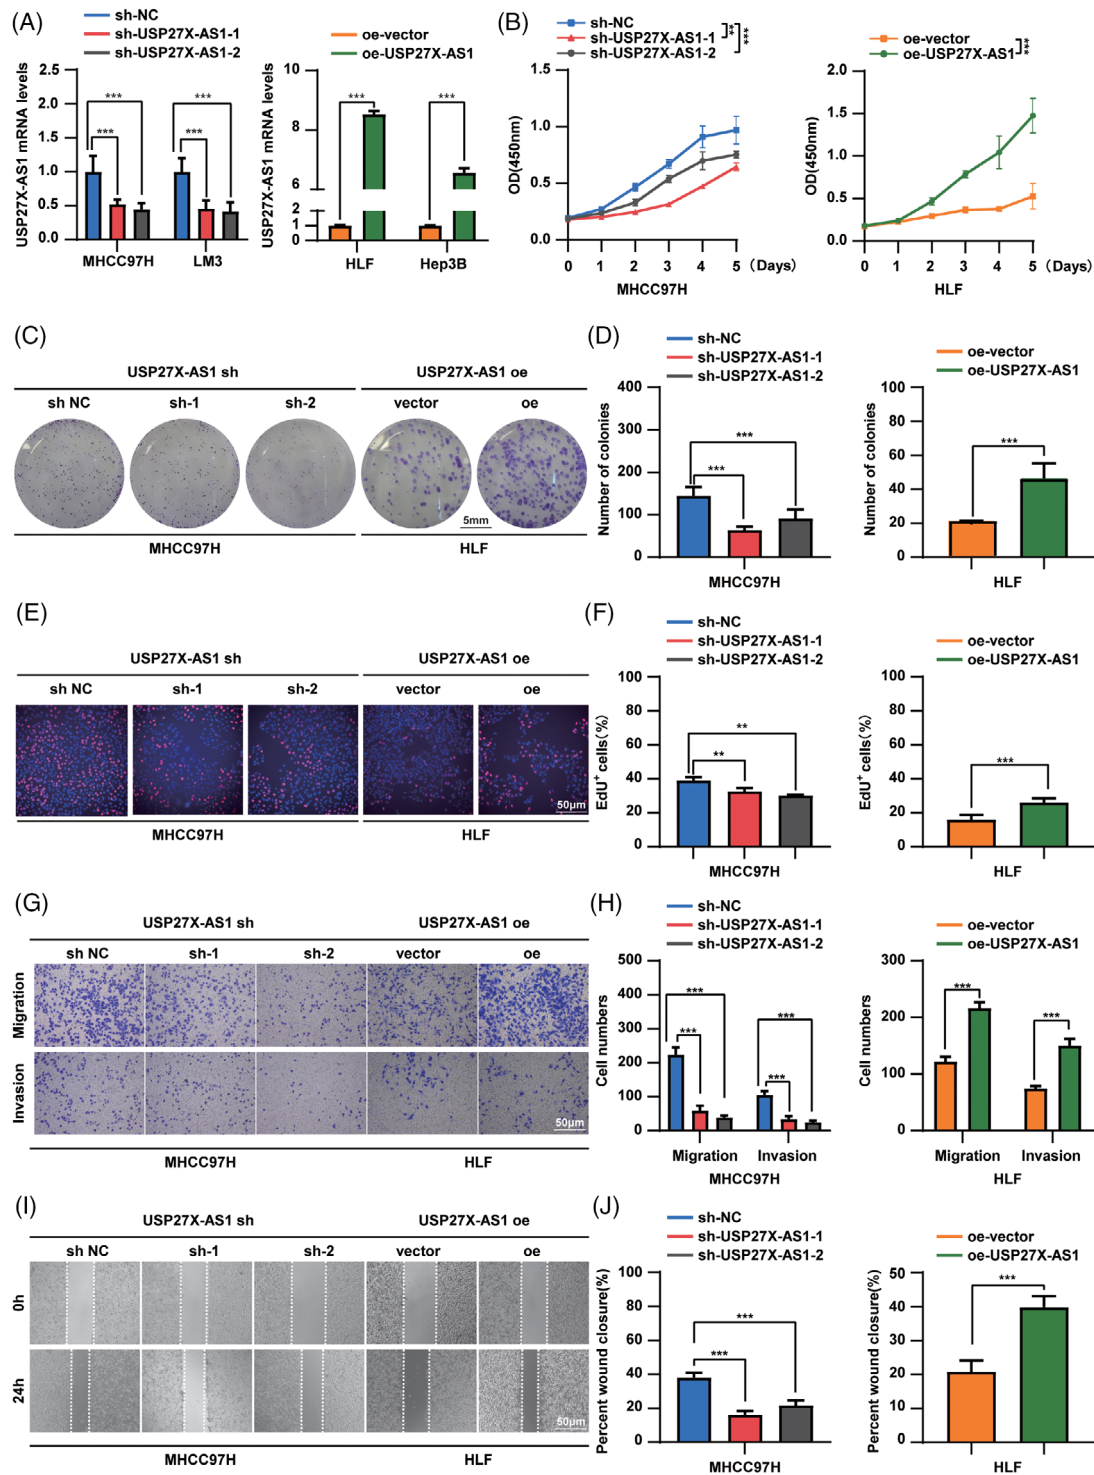 (A)
sh-NC
sh-USP27X-AS1-1
sh-USP27X-AS1-2
USP27X-AS1 mRNA levels
2.5
2.0
1.5
1.0
0.5
0.0
*** *** *** ***
MHCC97H LM3
oe-vector
oe-USP27X-AS1
USP27X-AS1 mRNA levels
10
8
6
2
1
0
*** ***
HLF Hep3B
(B)
sh-NC
sh-USP27X-AS1-1
sh-USP27X-AS1-2
** ***
OD(450nm)
1.5
1.0
0.5
0.0
0 1 2 3 4 5 (Days)
MHCC97H
oe-vector
oe-USP27X-AS1
***
OD(450nm)
2.0
1.5
1.0
0.5
0.0
0 1 2 3 4 5 (Days)
HLF
(C)
USP27X-AS1 sh USP27X-AS1 oe
sh NC sh-1 sh-2 vector oe
5mm
MHCC97H HLF
(D)
sh-NC
sh-USP27X-AS1-1
sh-USP27X-AS1-2
Number of colonies
400
300
200
100
0
***
***
MHCC97H
oe-vector
oe-USP27X-AS1
Number of colonies
100
80
60
40
20
0
***
HLF
(E)
USP27X-AS1 sh USP27X-AS1 oe
sh NC sh-1 sh-2 vector oe
50μm
MHCC97H HLF
(F)
sh-NC
sh-USP27X-AS1-1
sh-USP27X-AS1-2
EdU⁺ cells(%)
100
80
60
40
20
0
**
**
MHCC97H
oe-vector
oe-USP27X-AS1
EdU⁺ cells(%)
100
80
60
40
20
0
***
HLF
(G)
USP27X-AS1 sh USP27X-AS1 oe
sh NC sh-1 sh-2 vector oe
Migration
Invasion
50μm
MHCC97H HLF
(H)
sh-NC
sh-USP27X-AS1-1
sh-USP27X-AS1-2
Cell numbers
500
400
300
200
100
0
*** *** *** ***
Migration Invasion
MHCC97H
oe-vector
oe-USP27X-AS1
Cell numbers
300
200
100
0
*** ***
Migration Invasion
HLF
(I)
USP27X-AS1 sh USP27X-AS1 oe
sh NC sh-1 sh-2 vector oe
0h
24h
50μm
MHCC97H HLF
(J)
sh-NC
sh-USP27X-AS1-1
sh-USP27X-AS1-2
Percent wound closure(%)
80
60
40
20
0
***
***
MHCC97H
oe-vector
oe-USP27X-AS1
Percent wound closure(%)
50
40
30
20
10
0
***
HLF